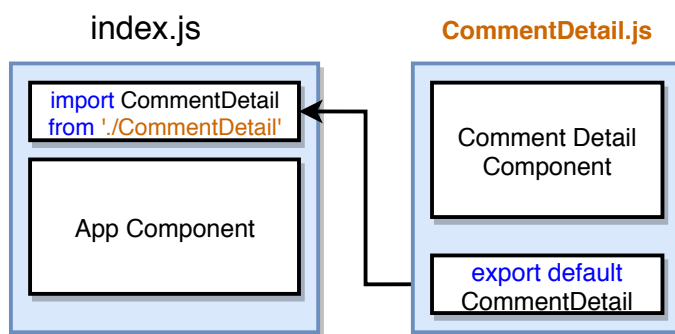 index.js
import CommentDetail
from './CommentDetail'
App Component
CommentDetail.js
Comment Detail
Component
export default
CommentDetail